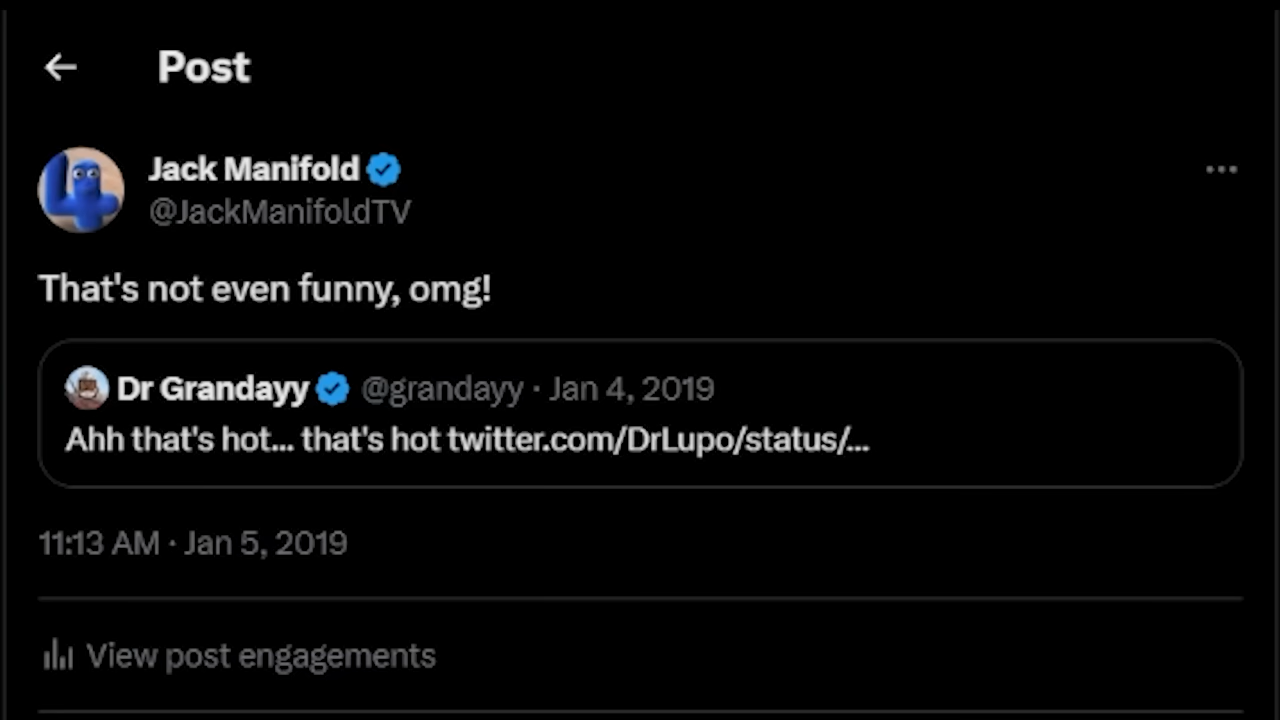 Post
Jack Manifold
@JackManifoldTV
That's not even funny, omg!
Dr Grandayy @grandayy · Jan 4, 2019
Ahh that's hot... that's hot twitter.com/DrLupo/status/...
11:13 AM · Jan 5, 2019
View post engagements